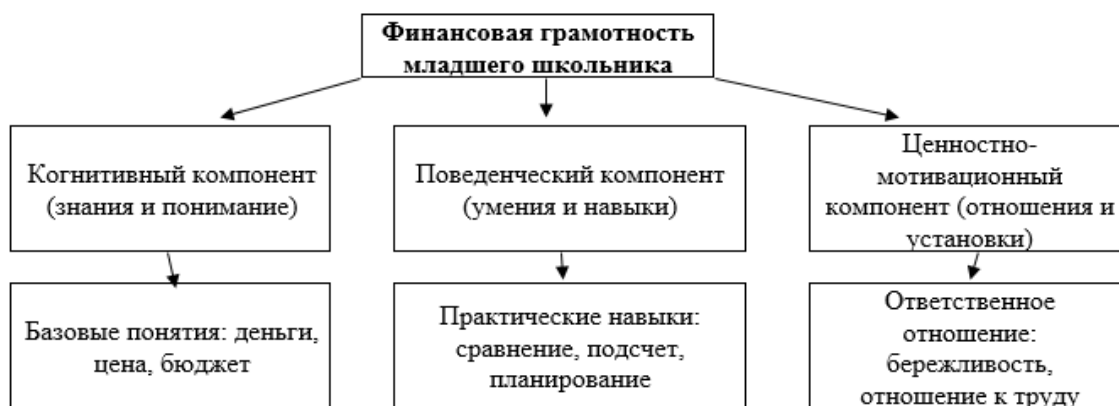 Финансовая грамотность
младшего школьника
Когнитивный компонент
(знания и понимание)
Поведенческий компонент
(умения и навыки)
Ценностно-
мотивационный
компонент (отношения и
установки)
Базовые понятия: деньги,
цена, бюджет
Практические навыки:
сравнение, подсчет,
планирование
Ответственное
отношение:
бережливость,
отношение к труду